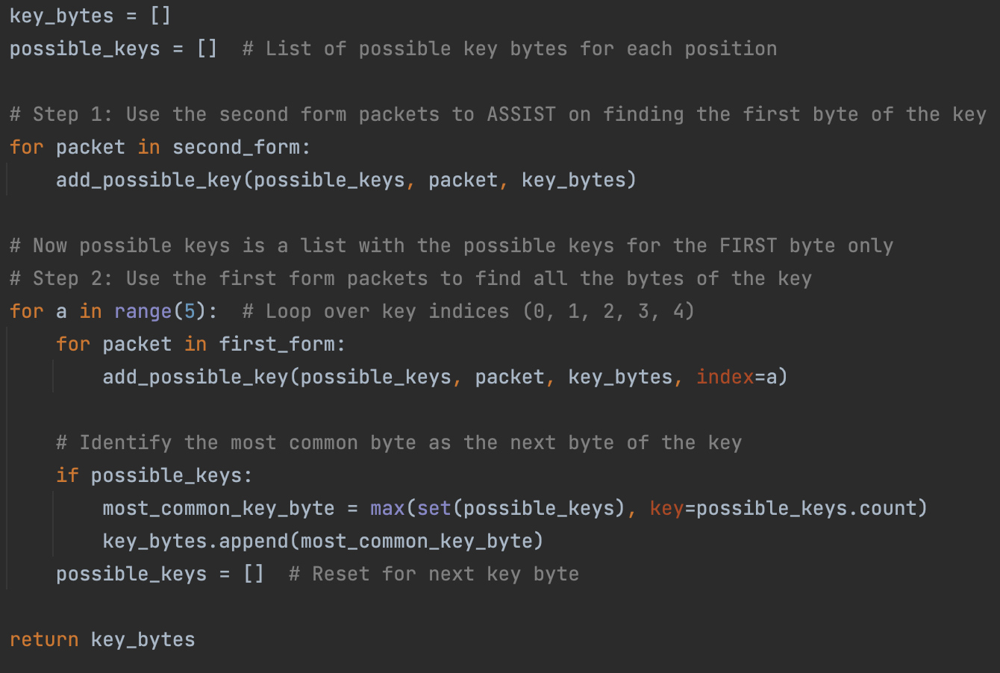 key_bytes = []
possible_keys = []  # List of possible key bytes for each position
# Step 1: Use the second form packets to ASSIST on finding the first byte of the key
for packet in second_form:
    add_possible_key(possible_keys, packet, key_bytes)
# Now possible keys is a list with the possible keys for the FIRST byte only
# Step 2: Use the first form packets to find all the bytes of the key
for a in range(5):  # Loop over key indices (0, 1, 2, 3, 4)
    for packet in first_form:
        add_possible_key(possible_keys, packet, key_bytes, index=a)
    # Identify the most common byte as the next byte of the key
    if possible_keys:
        most_common_key_byte = max(set(possible_keys), key=possible_keys.count)
        key_bytes.append(most_common_key_byte)
    possible_keys = []  # Reset for next key byte
return key_bytes